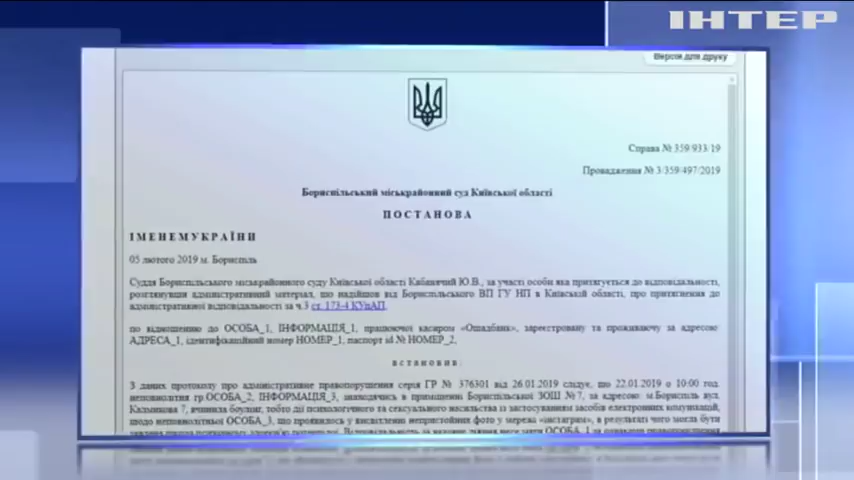 ІНТЕР
Версія для друку
Справа № 359/933/19
Провадження № 3/359/497/2019
Бориспільський міськрайонний суд Київської області
ПОСТАНОВА
ІМЕНЕМУКРАЇНИ
05 лютого 2019 м. Бориспіль
Суддя Бориспільського міськрайонного суду Київської області Кабанячий Ю.В., за участі особи яка притягується до відповідальності,
розглянувши адміністративний матеріал, що надійшов від Бориспільського ВП ГУ НП в Київській області, про притягнення до
адміністративної відповідальності за ч.3 ст. 173-4 КУпАП,
по відношенню до ОСОБА_1, ІНФОРМАЦІЯ_1, працюючої касиром «Ощадбанк», зареєстровану та проживаючу за адресою
АДРЕСА_1, ідентифікаційний номер НОМЕР_1, паспорт id № НОМЕР_2,
ВСТАНОВИВ:
З даних протоколу про адміністративне правопорушення серія ГР № 376301 від 26.01.2019 слідує, що 22.01.2019 о 10:00 год.
неповнолітня гр.ОСОБА_2, ІНФОРМАЦІЯ_3, знаходячись в приміщенні Бориспільської ЗОШ №7, за адресою: м.Бориспіль вул.
7, вчинила булінг, тобто дії психологічного та сексуального насильства із застосуванням засобів електронних комунікацій,
щодо неповнолітньої ОСОБА_3, що проявилось у висвітленні непристойних фото у мережі «інстаграм», в результаті чого могла бути